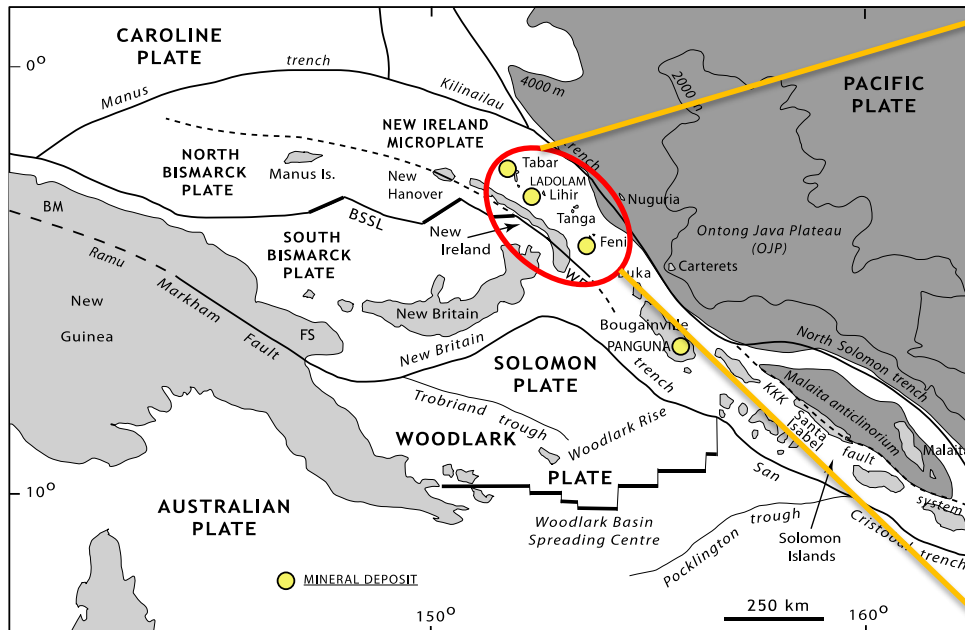 CAROLINE
PLATE
0°
Manus
trench
Kilinailau
trench
4000 m
2000 m
PACIFIC
PLATE
NEW IRELAND
MICROPLATE
NORTH
BISMARCK
PLATE
Manus Is.
New
Hanover
Tabar
LADOLAM
Lihir
Tanga
Feni
Nuguria
Ontong Java Plateau
(OJP)
Carterets
BM
BSSL
New
Ireland
SOUTH
BISMARCK
PLATE
Ramu
Markham
Fault
New
Guinea
FS
New Britain
New Britain
trench
Bougainville
PANGUNA
North Solomon trench
SOLOMON
PLATE
Trobriand
trough
Woodlark Rise
WOODLARK
PLATE
KKK
Santa
Isabel
fault
system
Malaita anticlinorium
Malaita
San
Cristobal trench
10°
AUSTRALIAN
PLATE
Woodlark Basin
Spreading Centre
Pocklington trough
Solomon
Islands
MINERAL DEPOSIT
250 km
150°
160°